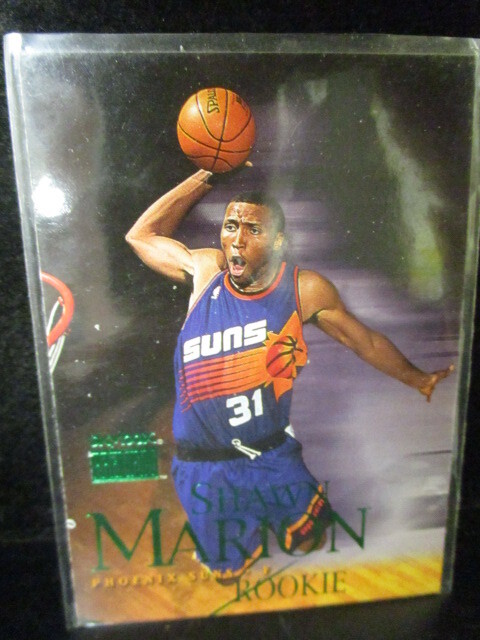 SPALDING
SUNS
31
SHAWN
MARION
PHOENIX SUNS
ROOKIE